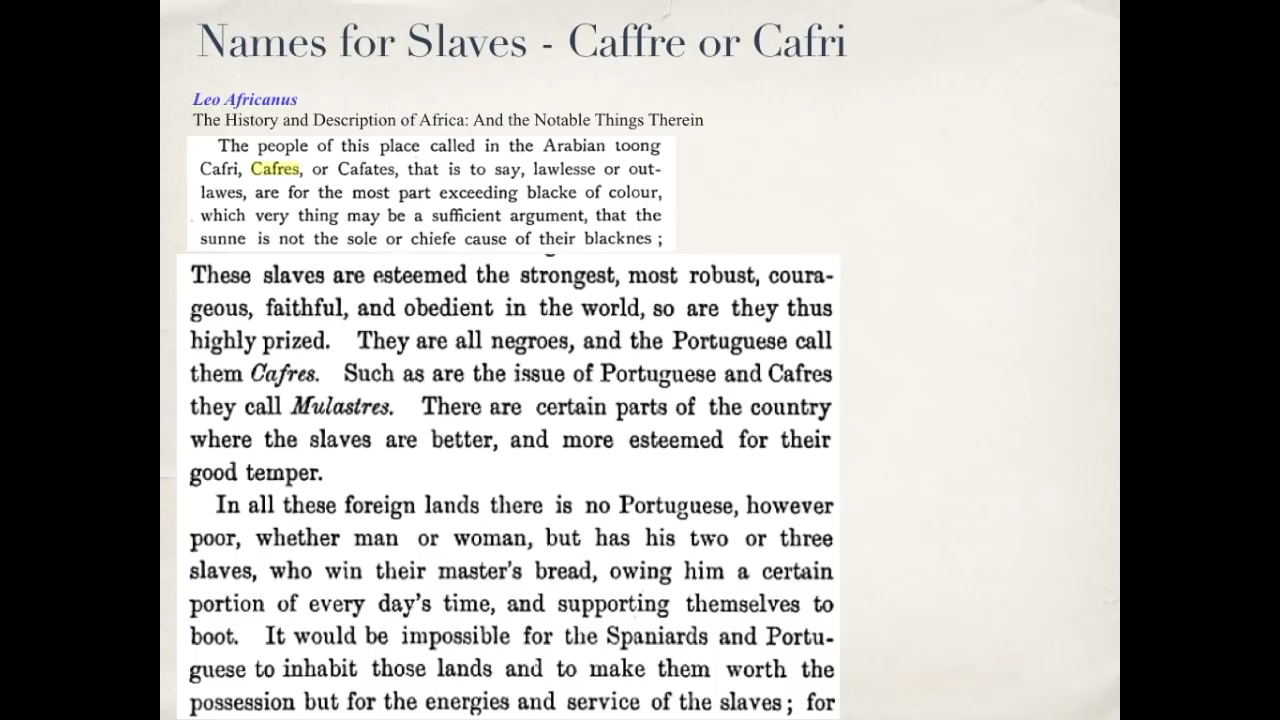 Names for Slaves - Caffre or Cafri
Leo Africanus
The History and Description of Africa: And the Notable Things Therein
The people of this place called in the Arabian toong
Cafri, Cafres, or Cafates, that is to say, lawlesse or out-
lawes, are for the most part exceeding blacke of colour,
which very thing may be a sufficient argument, that the
sunne is not the sole or chiefe cause of their blacknes ;
These slaves are esteemed the strongest, most robust, coura-
geous, faithful, and obedient in the world, so are they thus
highly prized. They are all negroes, and the Portuguese call
them Cafres. Such as are the issue of Portuguese and Cafres
they call Mulastres. There are certain parts of the country
where the slaves are better, and more esteemed for their
good temper.
In all these foreign lands there is no Portuguese, however
poor, whether man or woman, but has his two or three
slaves, who win their master's bread, owing him a certain
portion of every day's time, and supporting themselves to
boot. It would be impossible for the Spaniards and Portu-
guese to inhabit those lands and to make them worth the
possession but for the energies and service of the slaves ; for